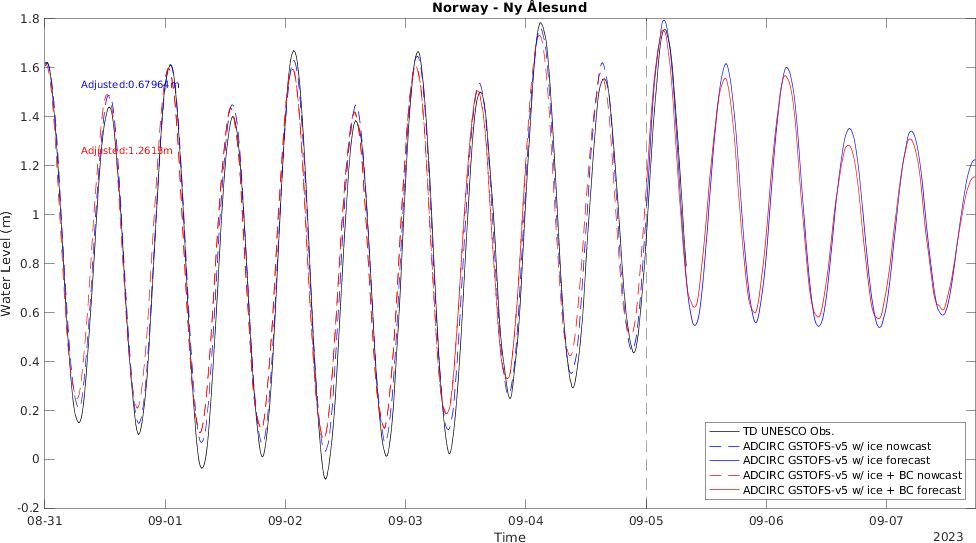 Norway - Ny Ålesund
1.8
1.6
1.4
1.2
1
0.8
0.6
0.4
0.2
0
-0.2
Water Level (m)
Adjusted:0.67964m
Adjusted:1.2615m
TD UNESCO Obs.
ADCIRC GSTOFS-v5 w/ ice nowcast
ADCIRC GSTOFS-v5 w/ ice forecast
ADCIRC GSTOFS-v5 w/ ice + BC nowcast
ADCIRC GSTOFS-v5 w/ ice + BC forecast
08-31 09-01 09-02 09-03 09-04 09-05 09-06 09-07
Time
2023